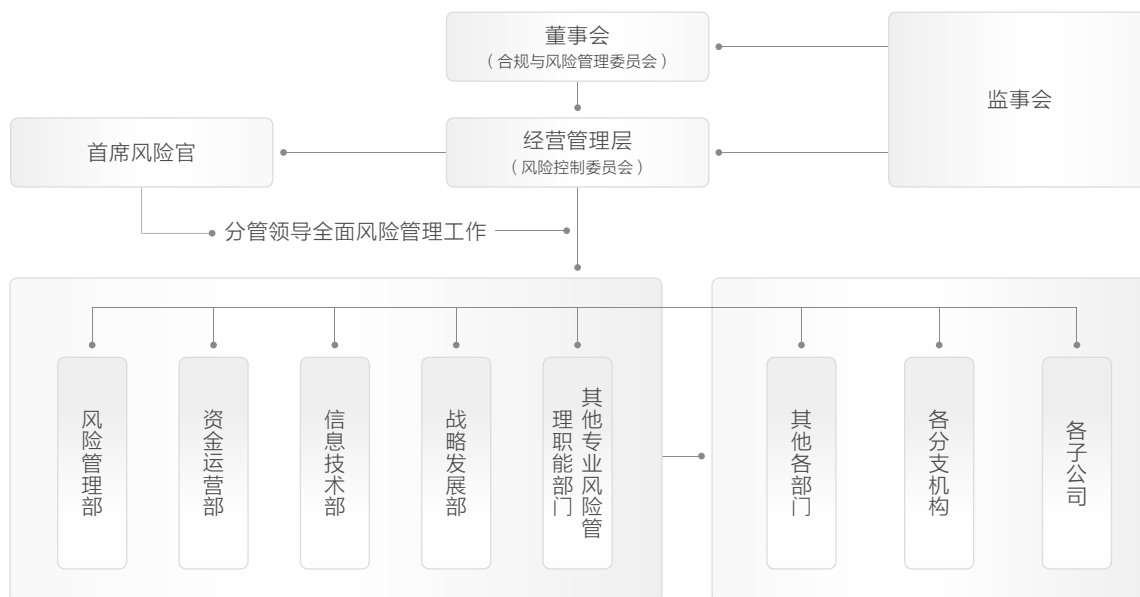 董事会
（合规与风险管理委员会）
监事会
首席风险官
经营管理层
（风险控制委员会）
分管领导全面风险管理工作
风险管理部
资金运营部
信息技术部
战略发展部
其他专业风险管
理职能部门
其他各部门
各分支机构
各子公司